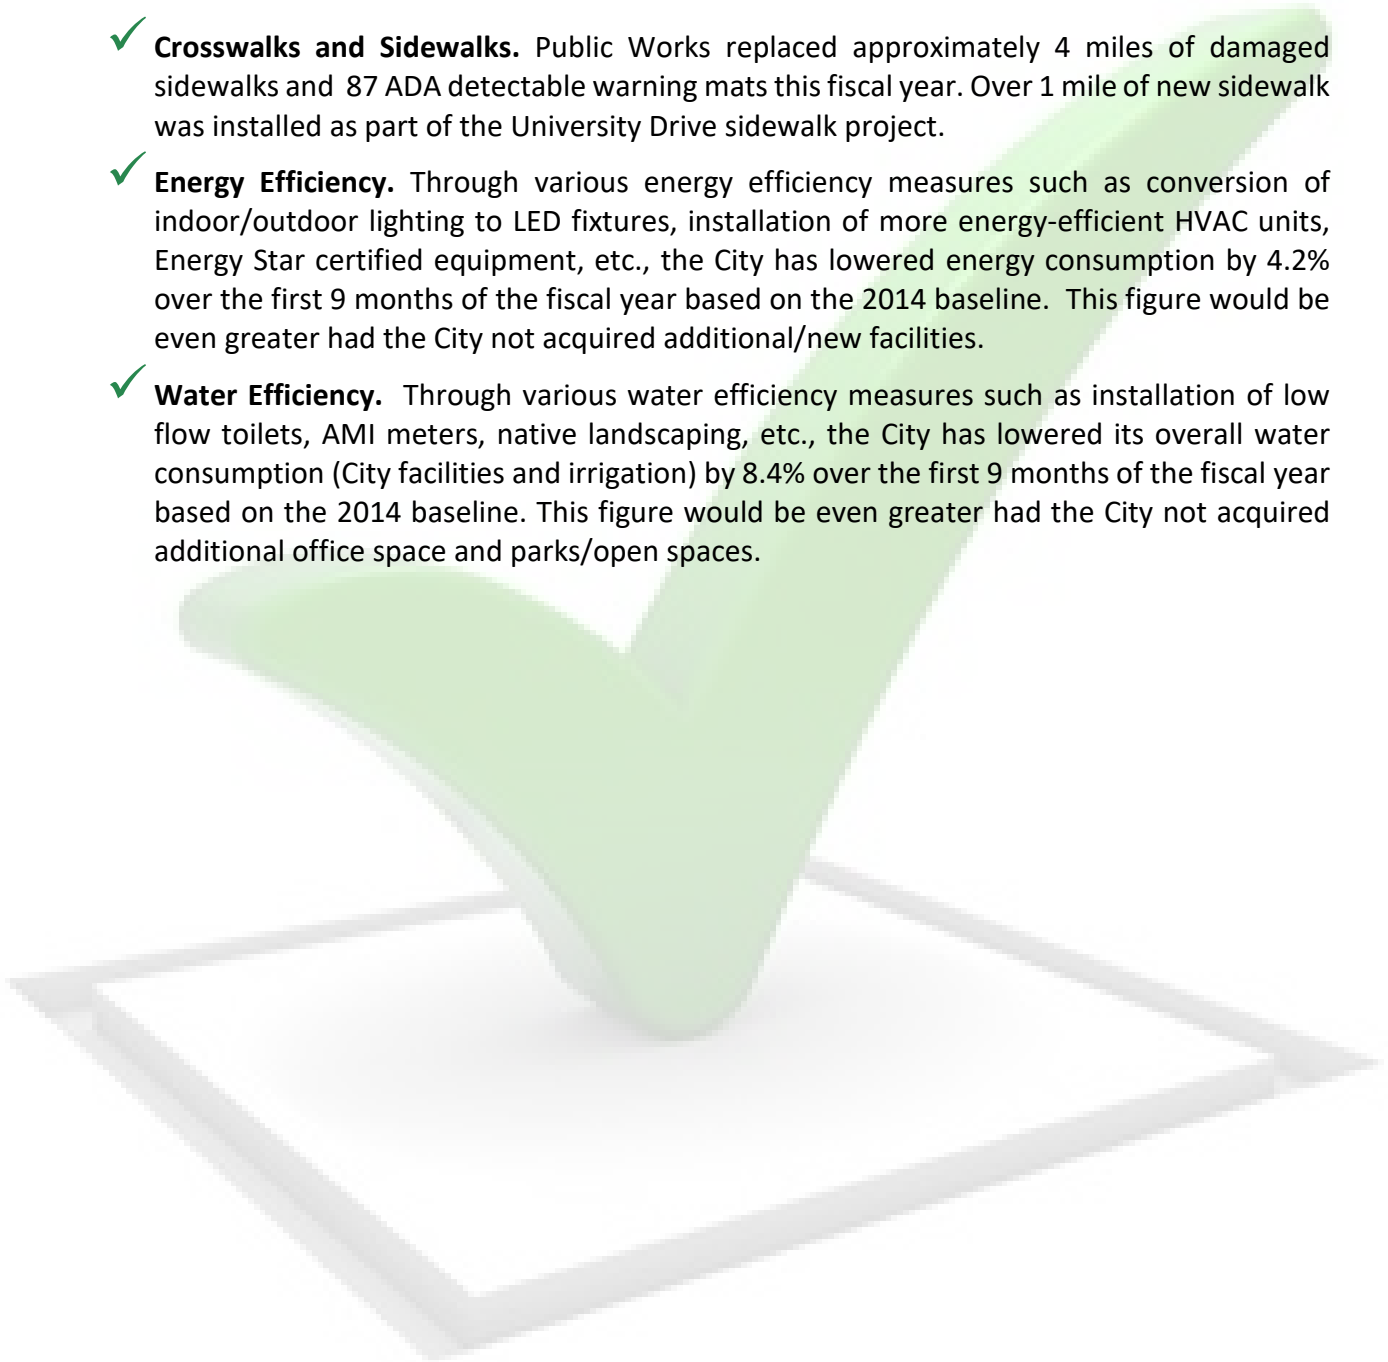 Crosswalks and Sidewalks. Public Works replaced approximately 4 miles of damaged
sidewalks and 87 ADA detectable warning mats this fiscal year. Over 1 mile of new sidewalk
was installed as part of the University Drive sidewalk project.
Energy Efficiency. Through various energy efficiency measures such as conversion of
indoor/outdoor lighting to LED fixtures, installation of more energy-efficient HVAC units,
Energy Star certified equipment, etc., the City has lowered energy consumption by 4.2%
over the first 9 months of the fiscal year based on the 2014 baseline. This figure would be
even greater had the City not acquired additional/new facilities.
Water Efficiency. Through various water efficiency measures such as installation of low
flow toilets, AMI meters, native landscaping, etc., the City has lowered its overall water
consumption (City facilities and irrigation) by 8.4% over the first 9 months of the fiscal year
based on the 2014 baseline. This figure would be even greater had the City not acquired
additional office space and parks/open spaces.